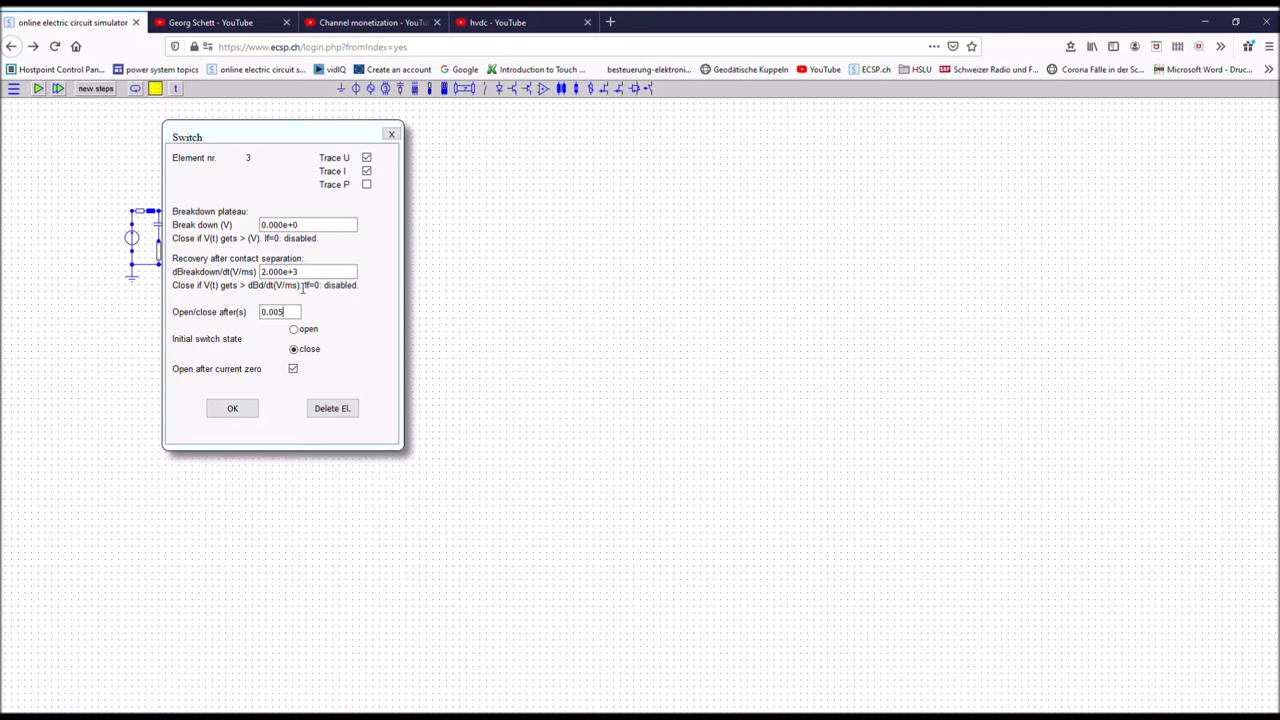 online electric circuit simulator
Georg Schett - YouTube
Channel monetization - YouTu
hvdc - YouTube
https://www.ecsp.ch/login.php?fromIndex=yes
Hostpoint Control Pan...
power system topics
online electric circuit s...
vidIQ
Create an account
Google
Introduction to Touch ...
besteuerung-elektroni...
Geodätische Kuppeln
YouTube
ECSP.ch
HLSU
Schweizer Radio und F...
Corona Fälle in der Sc...
Microsoft Word - Druc...
new steps
t
Switch
X
Element nr. 3
Trace U
Trace I
Trace P
Breakdown plateau:
Break down (V) 0.000e+0
Close if V(t) gets > (V). If=0: disabled.
Recovery after contact separation:
dBreakdown/dt(V/ms) 2.000e+3
Close if V(t) gets > dBd/dt(V/ms). If=0: disabled.
Open/close after(s) 0.005
open
Initial switch state
close
Open after current zero
OK
Delete El.